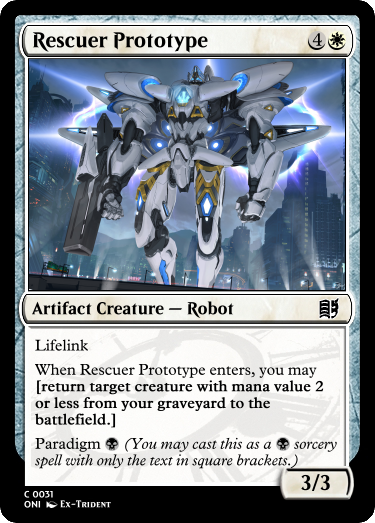 Rescuer Prototype 4
Artifact Creature — Robot
Lifelink
When Rescuer Prototype enters, you may
[return target creature with mana value 2
or less from your graveyard to the
battlefield.]
Paradigm (You may cast this as a sorcery
spell with only the text in square brackets.)
3/3
C 0031
ONI Ex-Trident